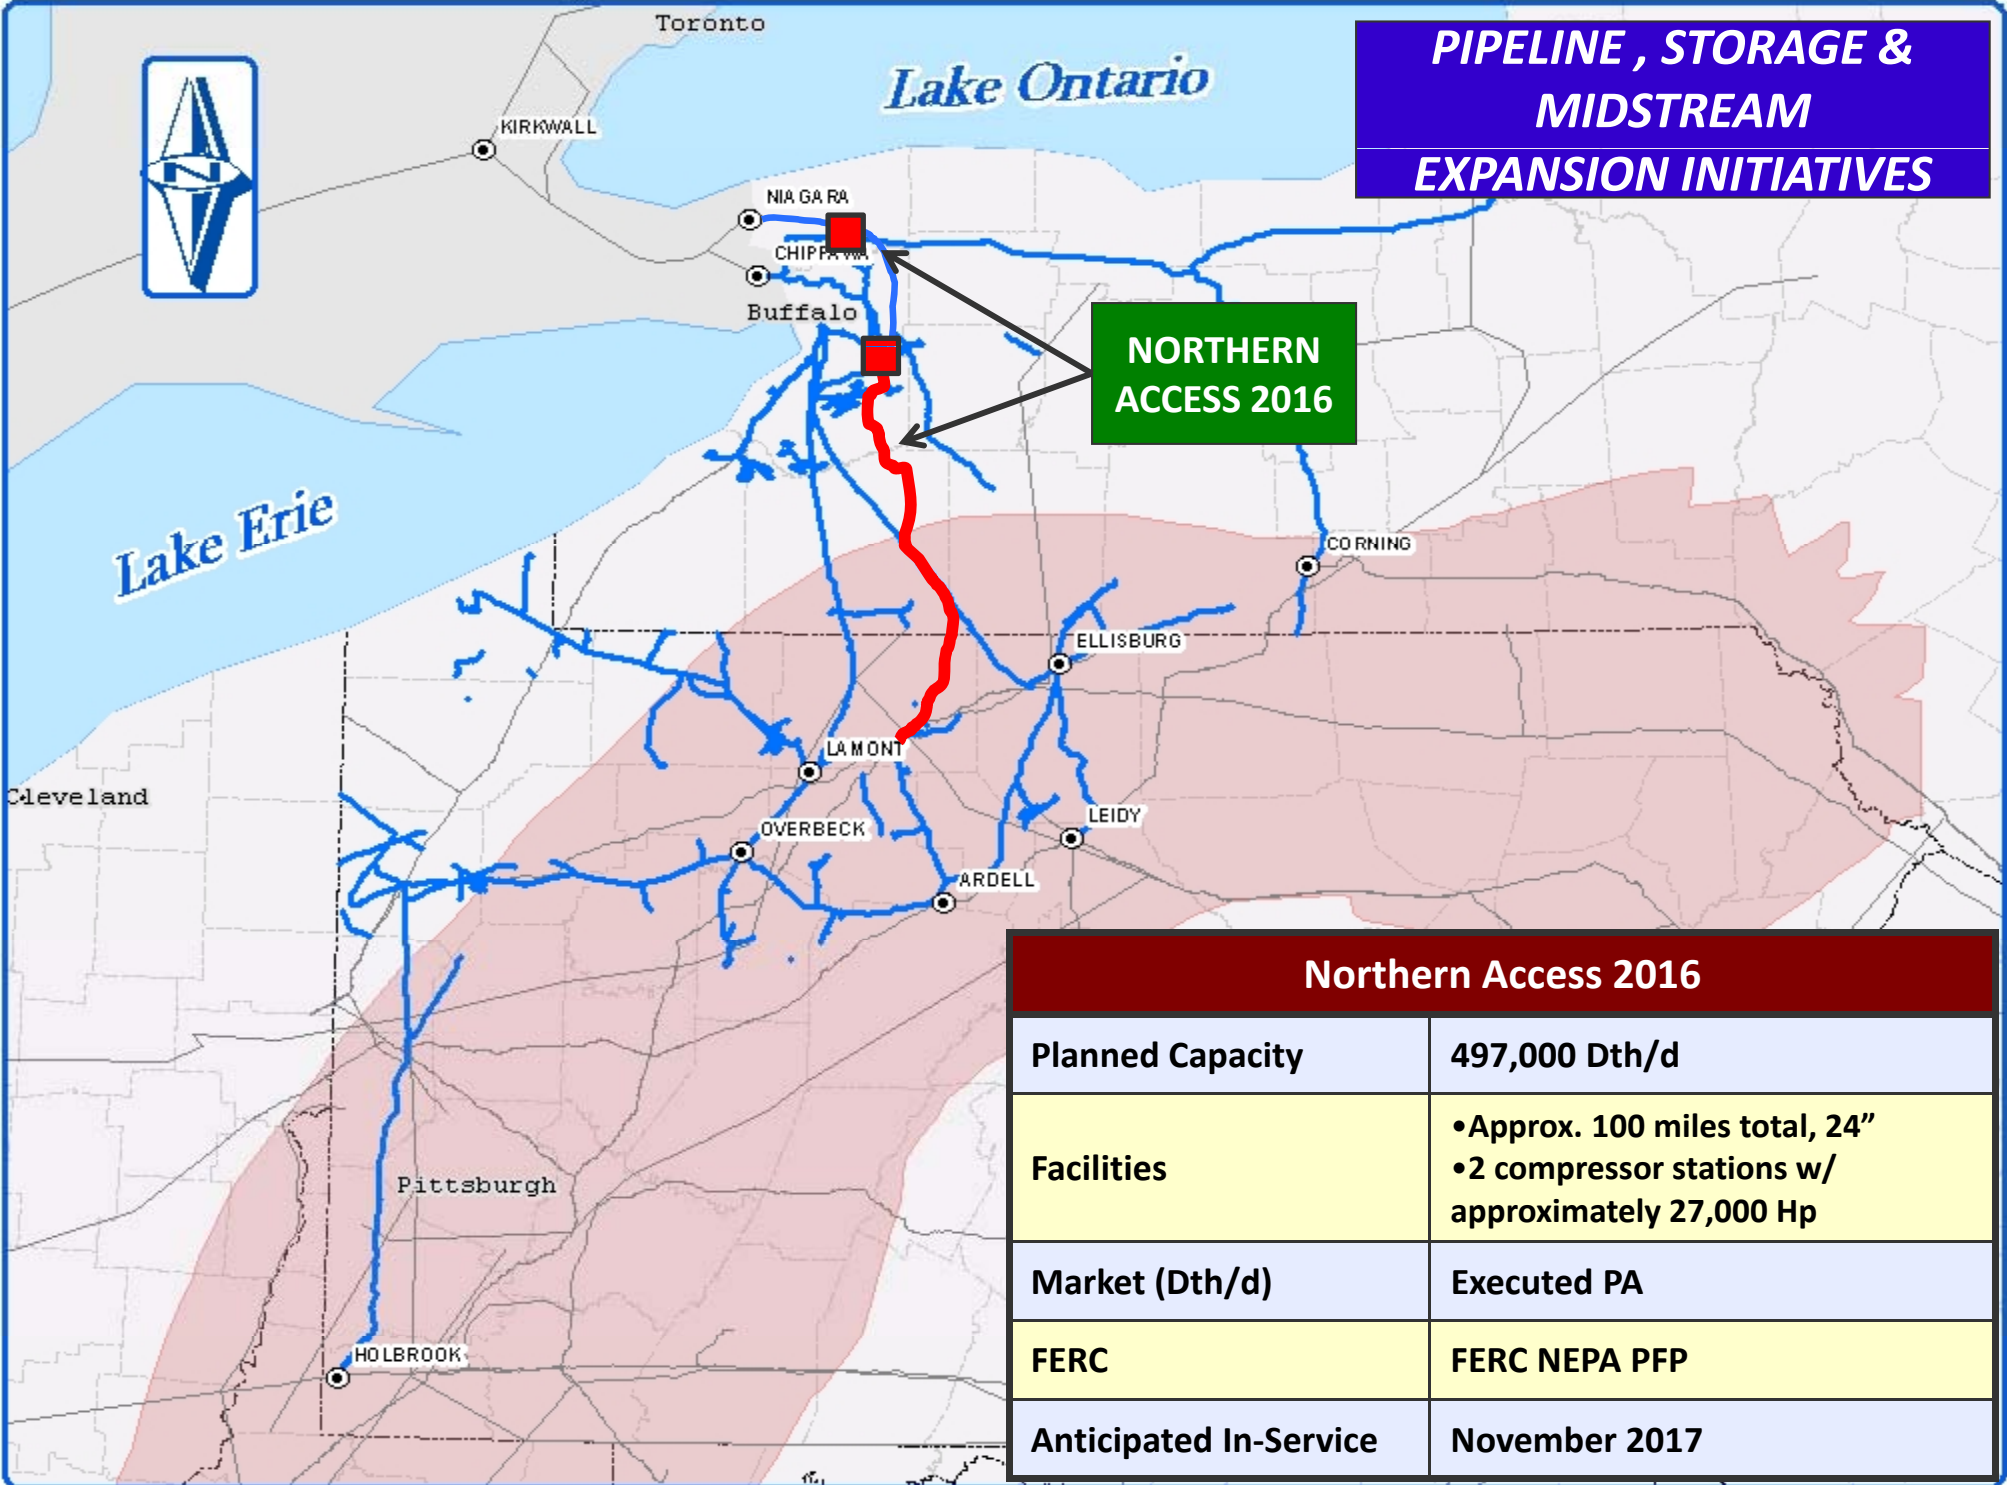 Toronto
Lake Ontario
PIPELINE , STORAGE &
MIDSTREAM
EXPANSION INITIATIVES
N
KIRKWALL
NIAGARA
CHIPPAWA
Buffalo
NORTHERN
ACCESS 2016
Lake Erie
CORNING
ELLISBURG
LAMONT
Cleveland
LEIDY
OVERBECK
ARDELL
Northern Access 2016
Planned Capacity
497,000 Dth/d
Facilities
•Approx. 100 miles total, 24”
•2 compressor stations w/
approximately 27,000 Hp
Market (Dth/d)
Executed PA
FERC
FERC NEPA PFP
Anticipated In-Service
November 2017
Pittsburgh
HOLBROOK